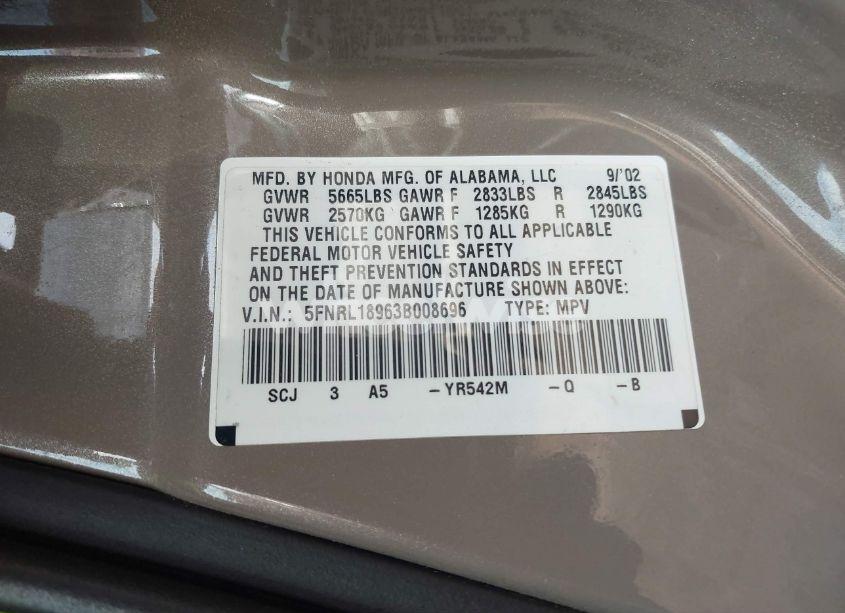 MFD. BY HONDA MFG. OF ALABAMA, LLC 9/'02
GVWR 5665LBS GAWR F 2833LBS R 2845LBS
GVWR 2570KG GAWR F 1285KG R 1290KG
THIS VEHICLE CONFORMS TO ALL APPLICABLE
FEDERAL MOTOR VEHICLE SAFETY
AND THEFT PREVENTION STANDARDS IN EFFECT
ON THE DATE OF MANUFACTURE SHOWN ABOVE:
V.I.N.: 5FNRL18963B008696 TYPE: MPV
SCJ 3 A5 -YR542M -Q -B